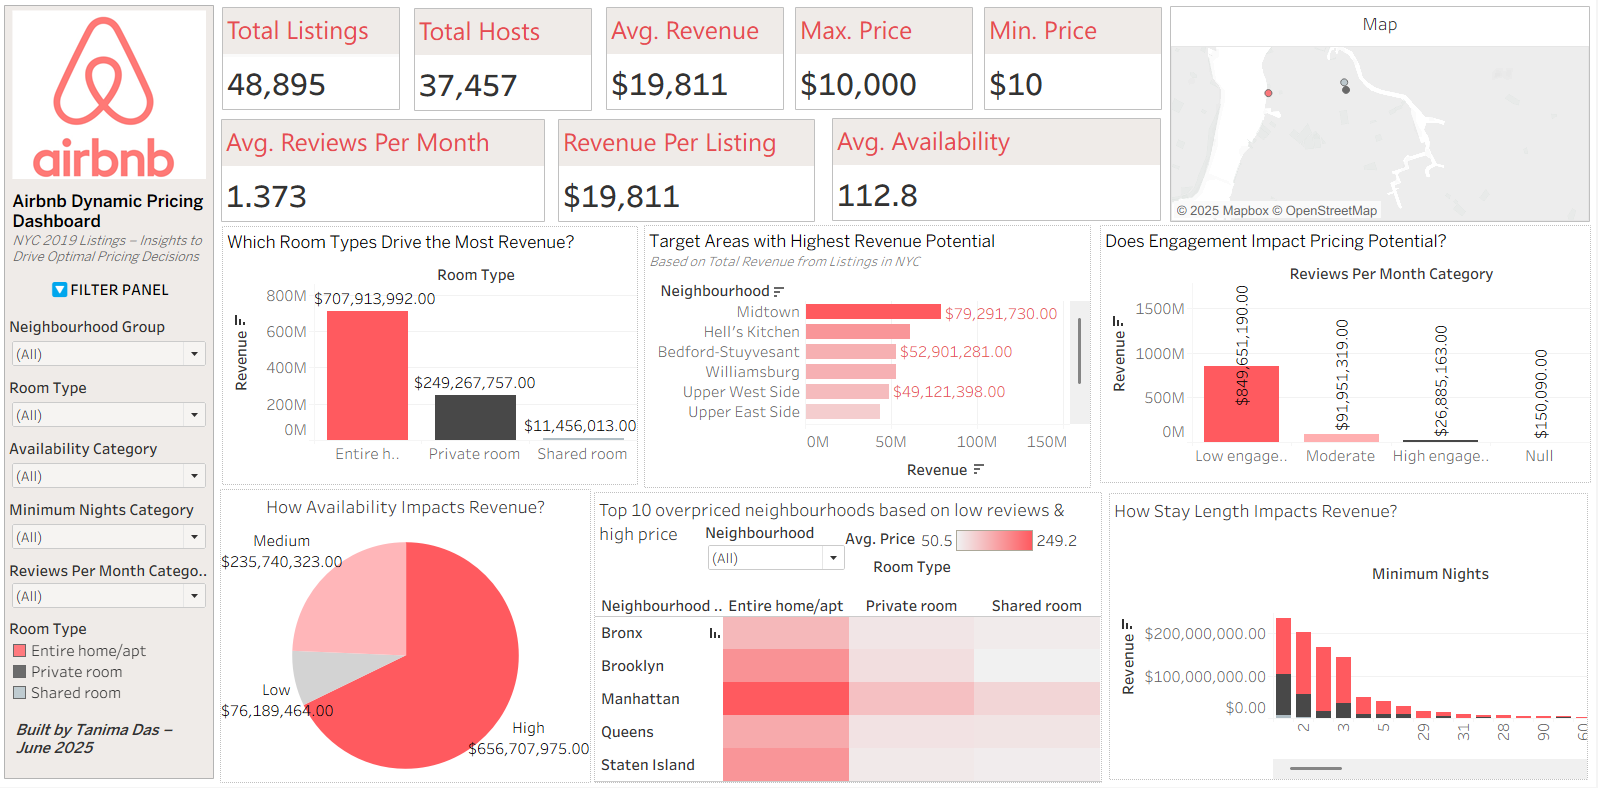 airbnb
Airbnb Dynamic Pricing
Dashboard
NYC 2019 Listings – Insights to
Drive Optimal Pricing Decisions
FILTER PANEL
Neighbourhood Group
(All)
Room Type
(All)
Availability Category
(All)
Minimum Nights Category
(All)
Reviews Per Month Catego..
(All)
Room Type
Entire home/apt
Private room
Shared room
Built by Tanima Das –
June 2025
Total Listings
48,895
Total Hosts
37,457
Avg. Revenue
$19,811
Max. Price
$10,000
Min. Price
$10
Avg. Reviews Per Month
1.373
Revenue Per Listing
$19,811
Avg. Availability
112.8
Map
© 2025 Mapbox © OpenStreetMap
Which Room Types Drive the Most Revenue?
Room Type
Revenue
800M
600M
400M
200M
0M
$707,913,992.00
$249,267,757.00
$11,456,013.00
Entire h..
Private room
Shared room
Target Areas with Highest Revenue Potential
Based on Total Revenue from Listings in NYC
Neighbourhood
Midtown
$79,291,730.00
Hell's Kitchen
Bedford-Stuyvesant
$52,901,281.00
Williamsburg
Upper West Side
$49,121,398.00
Upper East Side
0M
50M
100M
150M
Revenue
Does Engagement Impact Pricing Potential?
Reviews Per Month Category
Revenue
1500M
1000M
500M
0M
$849,651,190.00
$91,951,319.00
$26,885,163.00
$150,090.00
Low engage..
Moderate
High engage..
Null
How Availability Impacts Revenue?
Medium
$235,740,323.00
Low
$76,189,464.00
High
$656,707,975.00
Top 10 overpriced neighbourhoods based on low reviews &
high price
Neighbourhood
(All)
Avg. Price
50.5
249.2
Room Type
Neighbourhood ..
Entire home/apt
Private room
Shared room
Bronx
Brooklyn
Manhattan
Queens
Staten Island
How Stay Length Impacts Revenue?
Minimum Nights
Revenue
$200,000,000.00
$100,000,000.00
$0.00
2
3
5
29
31
28
90